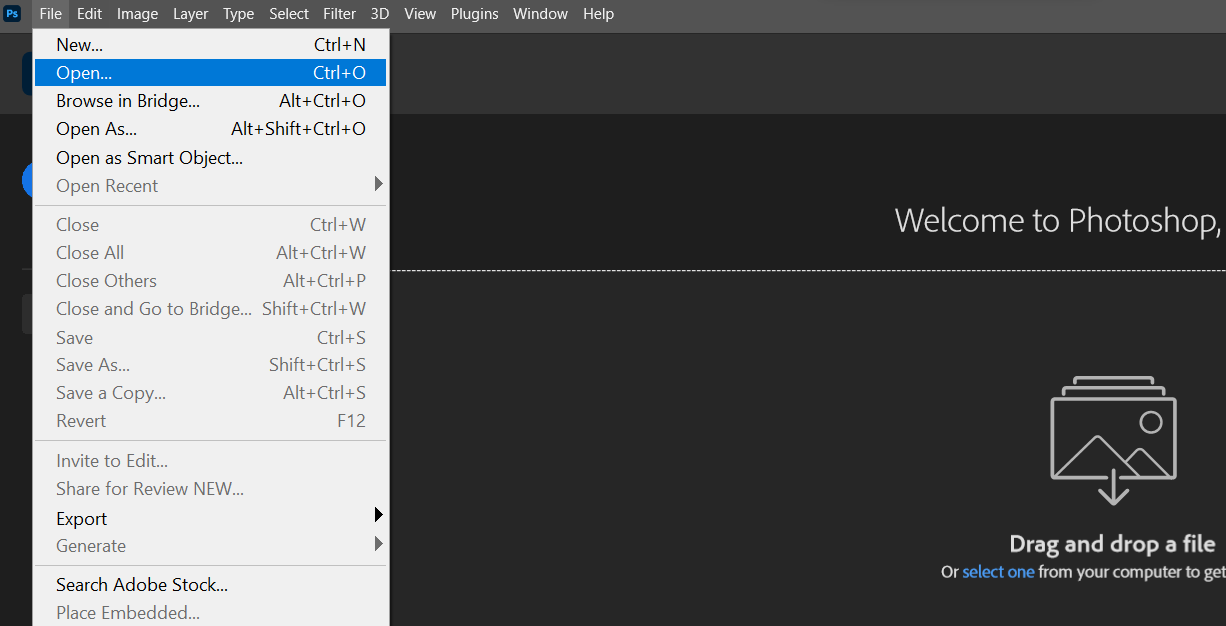 Ps File Edit Image Layer Type Select Filter 3D View Plugins Window Help
New... Ctrl+N
Open... Ctrl+O
Browse in Bridge... Alt+Ctrl+O
Open As... Alt+Shift+Ctrl+O
Open as Smart Object...
Open Recent
Close Ctrl+W
Close All Alt+Ctrl+W
Close Others Alt+Ctrl+P
Close and Go to Bridge... Shift+Ctrl+W
Save Ctrl+S
Save As... Shift+Ctrl+S
Save a Copy... Alt+Ctrl+S
Revert F12
Invite to Edit...
Share for Review NEW...
Export
Generate
Search Adobe Stock...
Place Embedded...
Welcome to Photoshop,
Drag and drop a file
Or select one from your computer to get